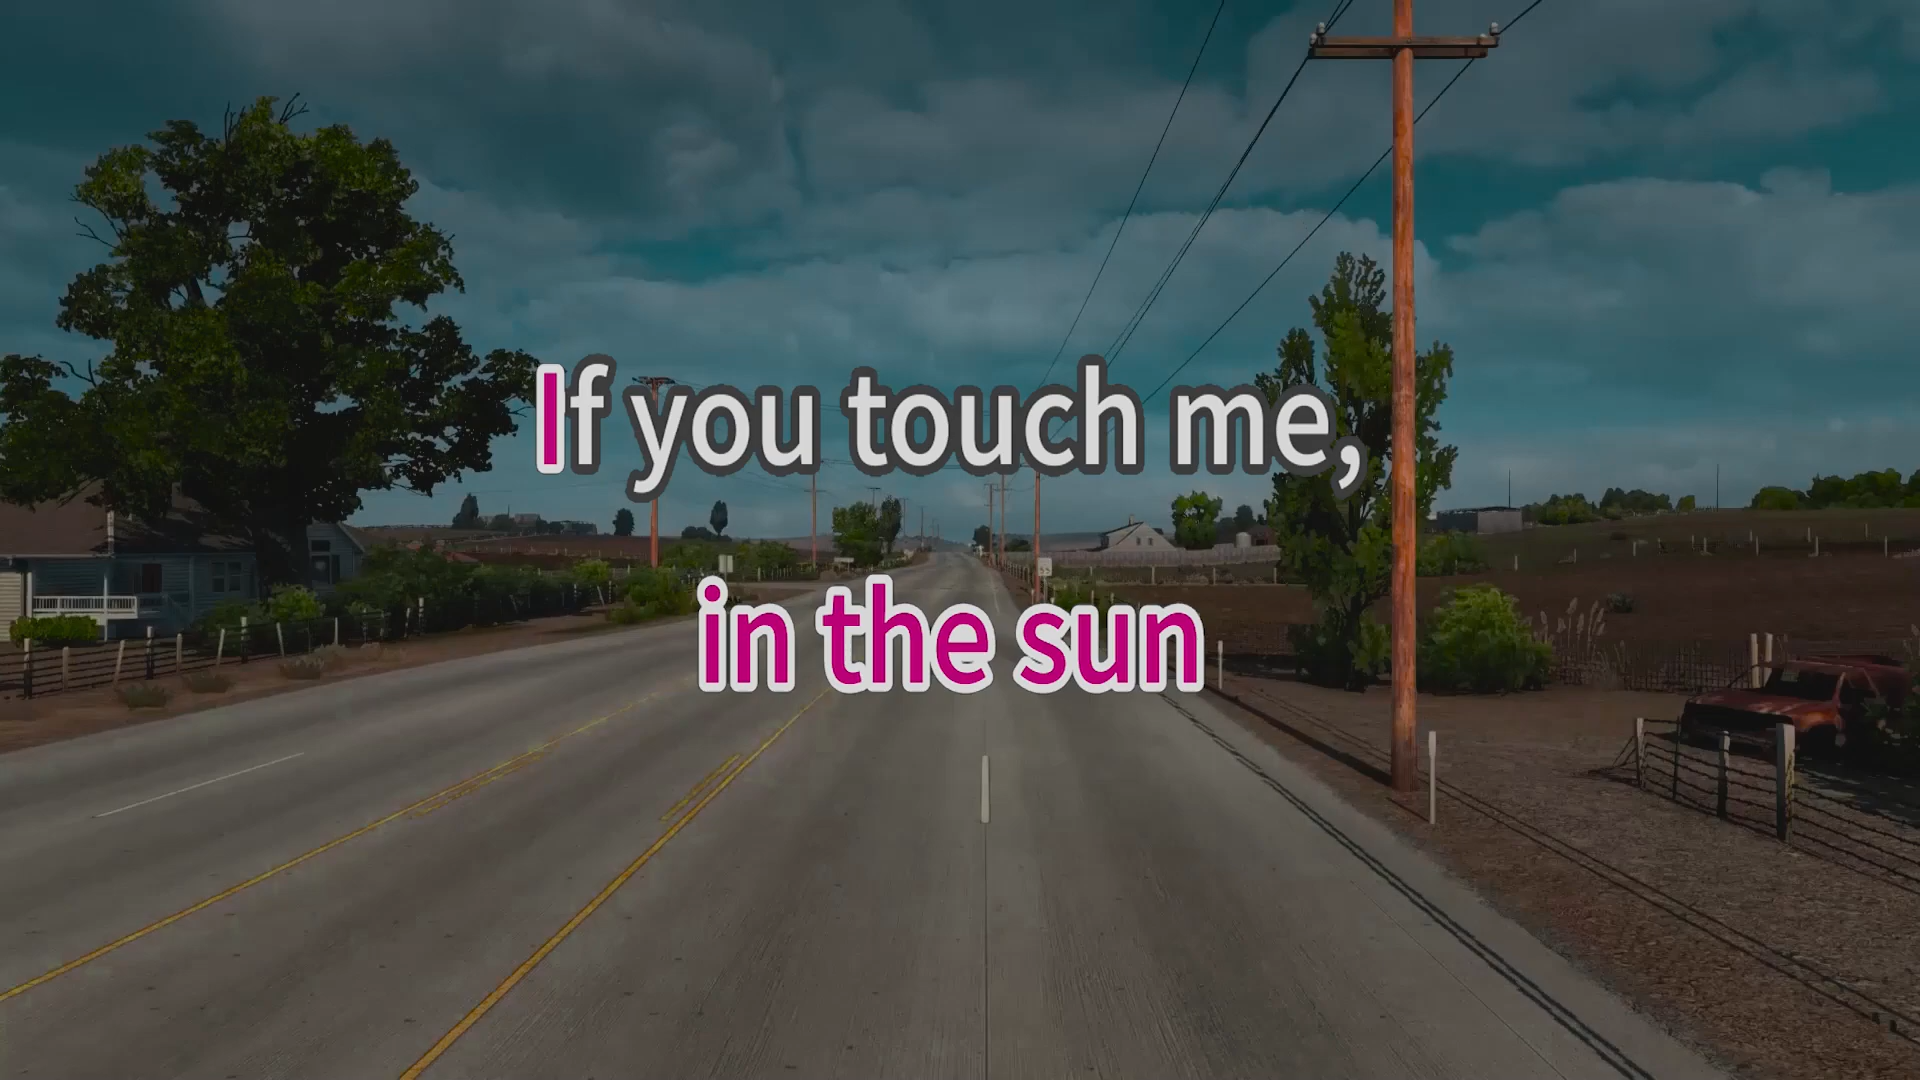 If you touch me,
in the sun